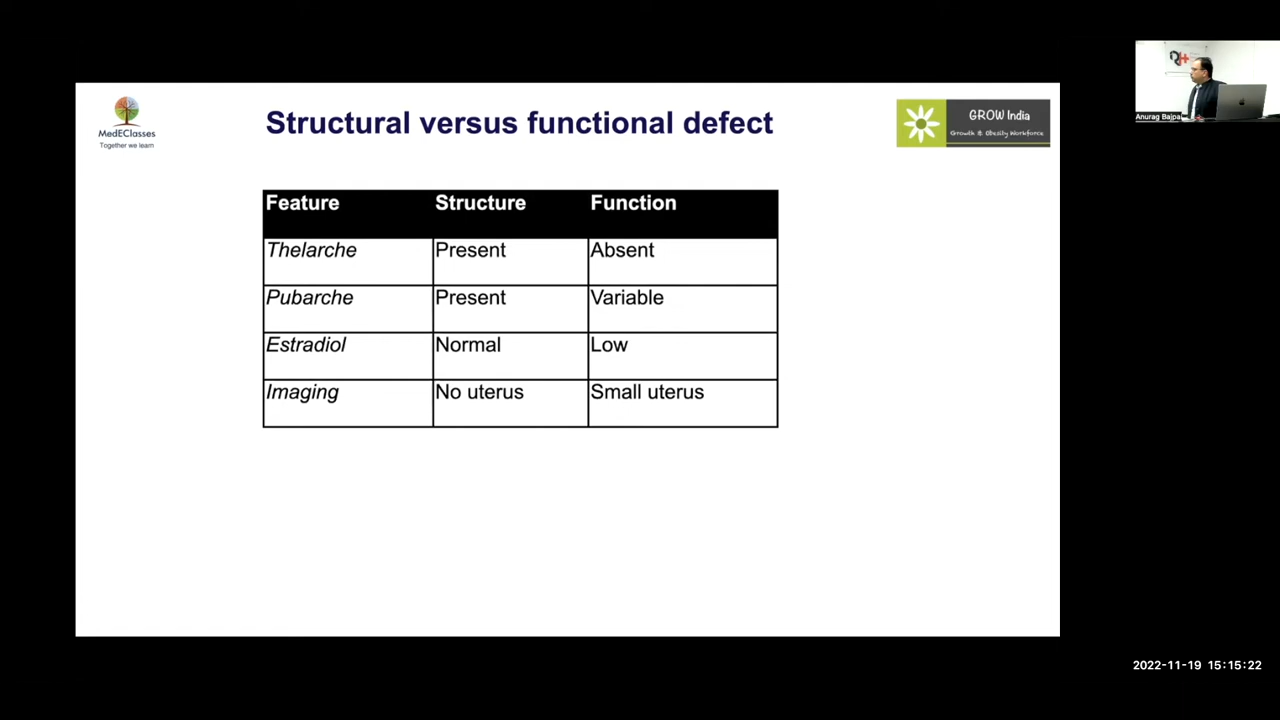 MedEClasses
Together we learn
Structural versus functional defect
GROW India
Growth & Obesity Workforce
Feature Structure Function
Thelarche Present Absent
Pubarche Present Variable
Estradiol Normal Low
Imaging No uterus Small uterus
Anurag Bajpai
2022-11-19 15:15:22